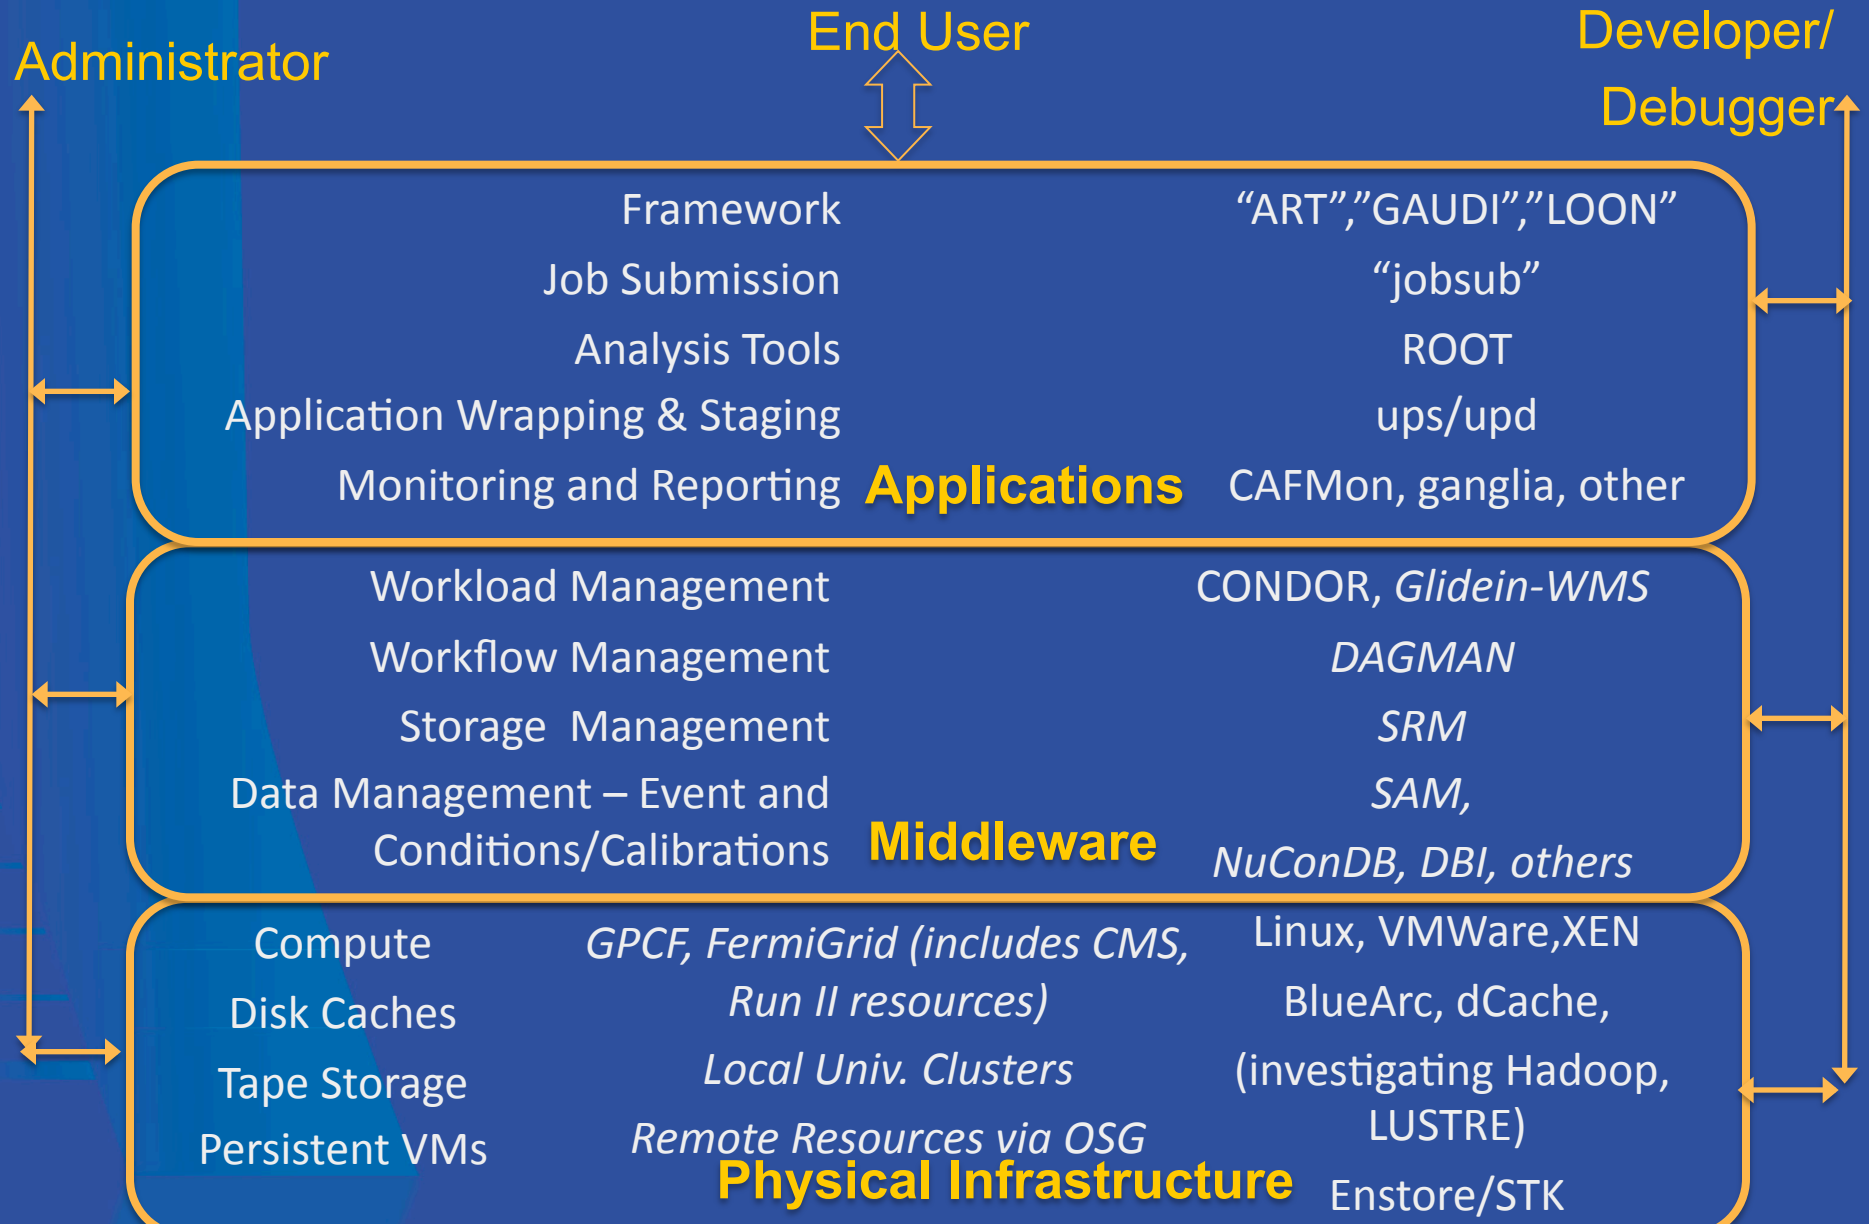 Administrator
End User
Developer/
Debugger
Framework
“ART”,”GAUDI”,”LOON”
Job Submission
“jobsub”
Analysis Tools
ROOT
Application Wrapping & Staging
ups/upd
Monitoring and Reporting
Applications
CAFMon, ganglia, other
Workload Management
CONDOR, Glidein-WMS
Workflow Management
DAGMAN
Storage  Management
SRM
Data Management – Event and
Conditions/Calibrations
SAM,
Middleware
NuConDB, DBI, others
Compute
Disk Caches
Tape Storage
Persistent VMs
GPCF, FermiGrid (includes CMS,
Run II resources)
Local Univ. Clusters
Remote Resources via OSG
Linux, VMWare,XEN
BlueArc, dCache,
(investigating Hadoop,
LUSTRE)
Enstore/STK
Physical Infrastructure